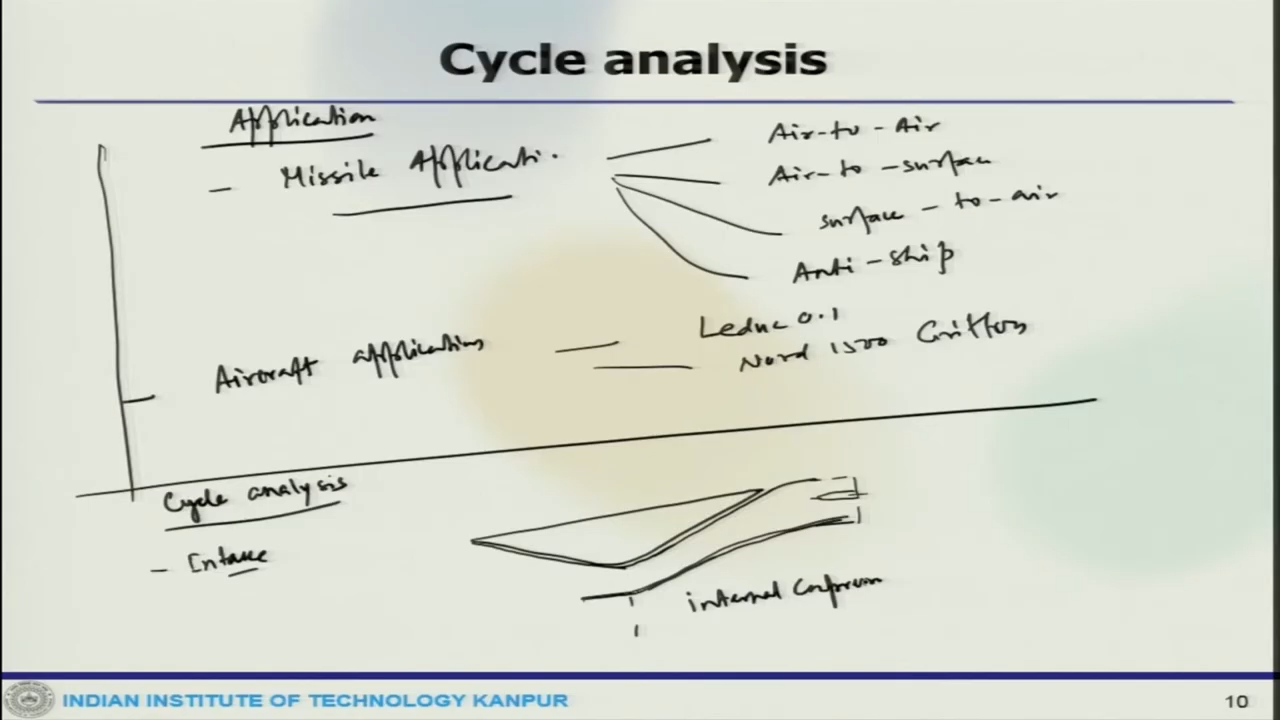 Cycle analysis
Application
- Missile Applicati.
Air-to-Air
Air-to-surface
surface-to-air
Anti-ship
Aircraft applications
Leduc 0.1
Nord 1500 Griffon
Cycle analysis
- Intake
internal
1
INDIAN INSTITUTE OF TECHNOLOGY KANPUR
10